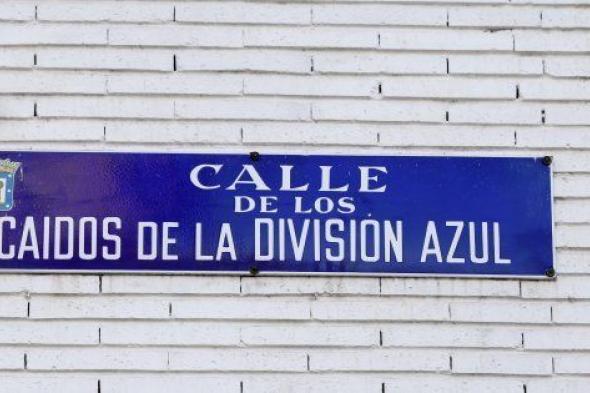 CALLE
DE LOS
CAIDOS DE LA DIVISIÓN AZUL